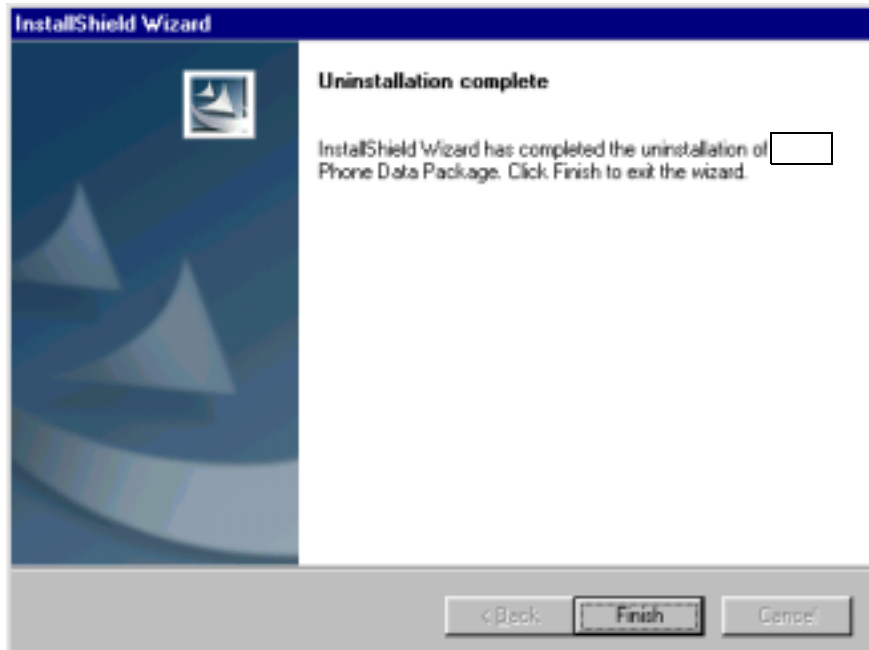 InstallShield Wizard
Uninstallation complete
InstallShield Wizard has completed the uninstallation of
Phone Data Package. Click Finish to exit the wizard.
< Back
Finish
Cancel